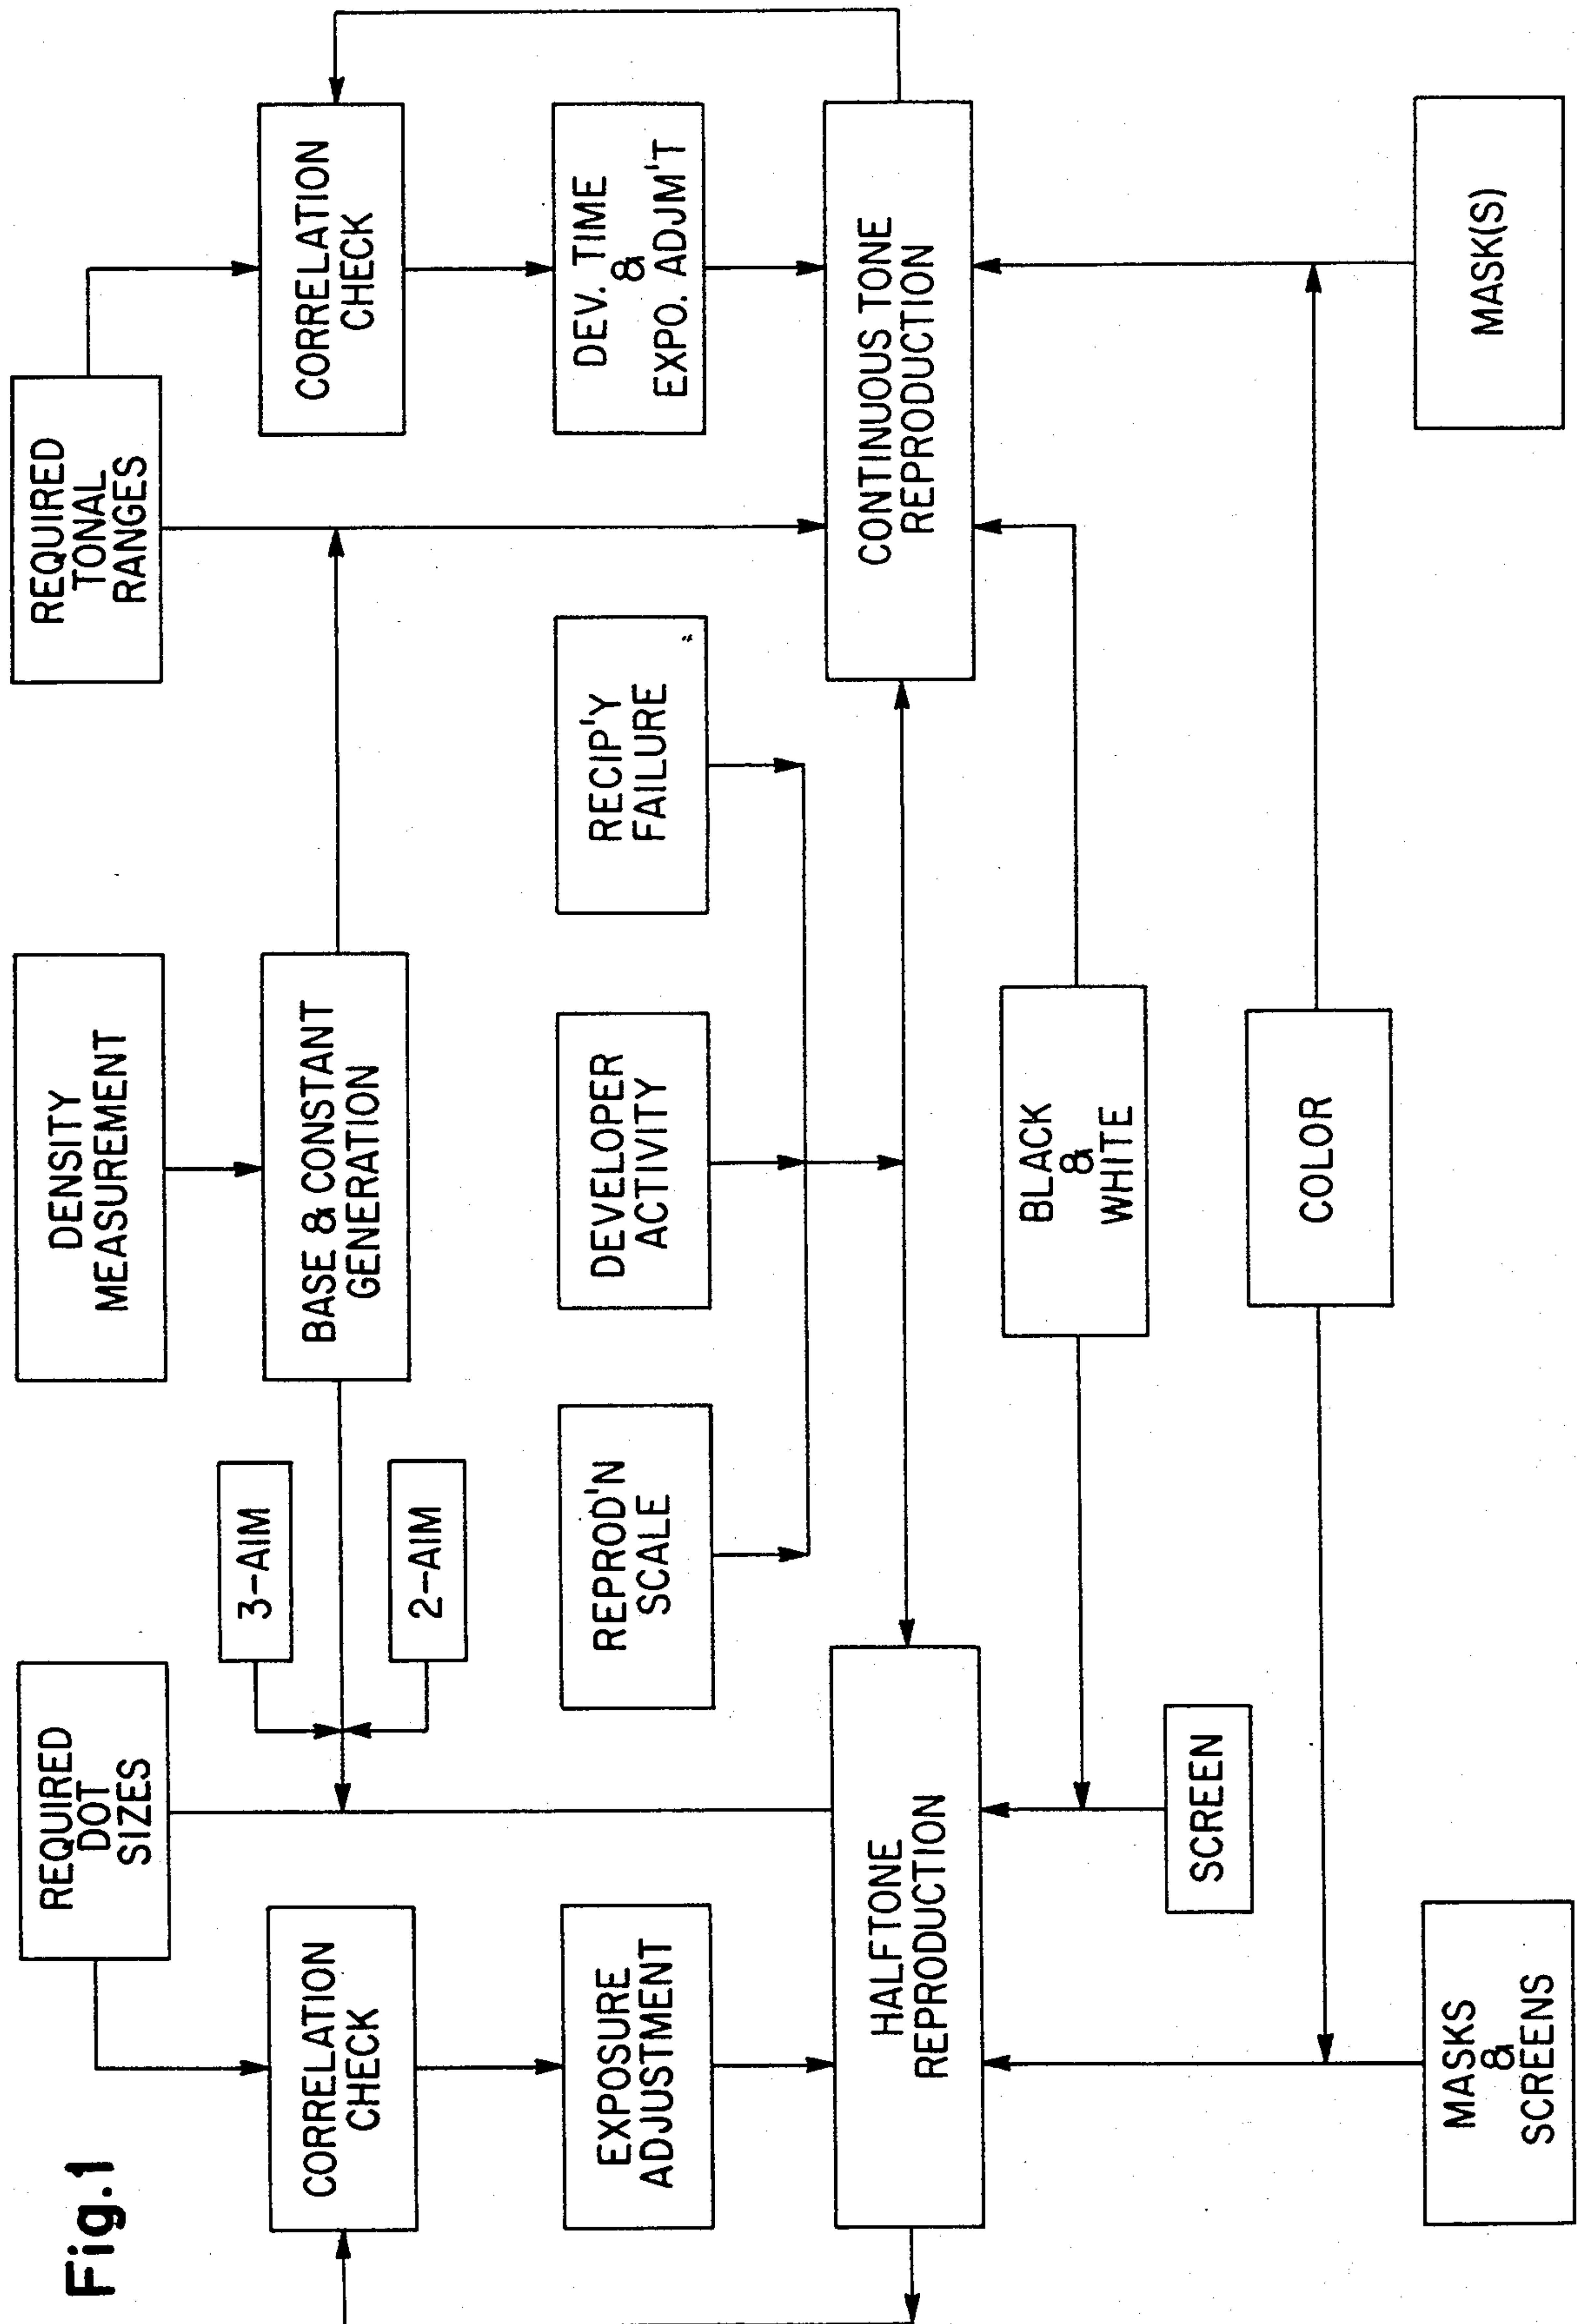 Fig.1
REQUIRED
DOT
SIZES
DENSITY
MEASUREMENT
REQUIRED
TONAL
RANGES
CORRELATION
CHECK
3-AIM
2-AIM
BASE & CONSTANT
GENERATION
CORRELATION
CHECK
EXPOSURE
ADJUSTMENT
REPROD'N
SCALE
DEVELOPER
ACTIVITY
RECIP'Y
FAILURE
DEV. TIME
&
EXPO. ADJM'T
HALFTONE
REPRODUCTION
CONTINUOUS TONE
REPRODUCTION
SCREEN
BLACK
&
WHITE
COLOR
MASKS
&
SCREENS
MASK(S)